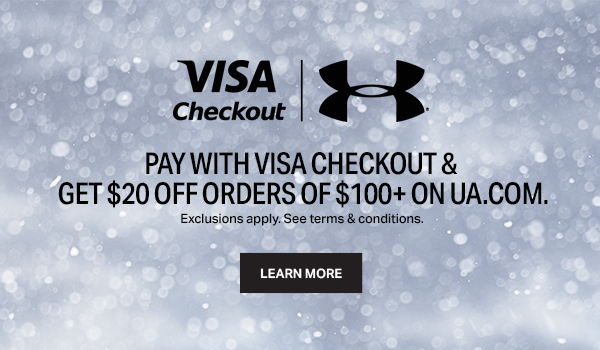 VISA
Checkout
PAY WITH VISA CHECKOUT &
GET $20 OFF ORDERS OF $100+ ON UA.COM.
Exclusions apply. See terms & conditions.
LEARN MORE